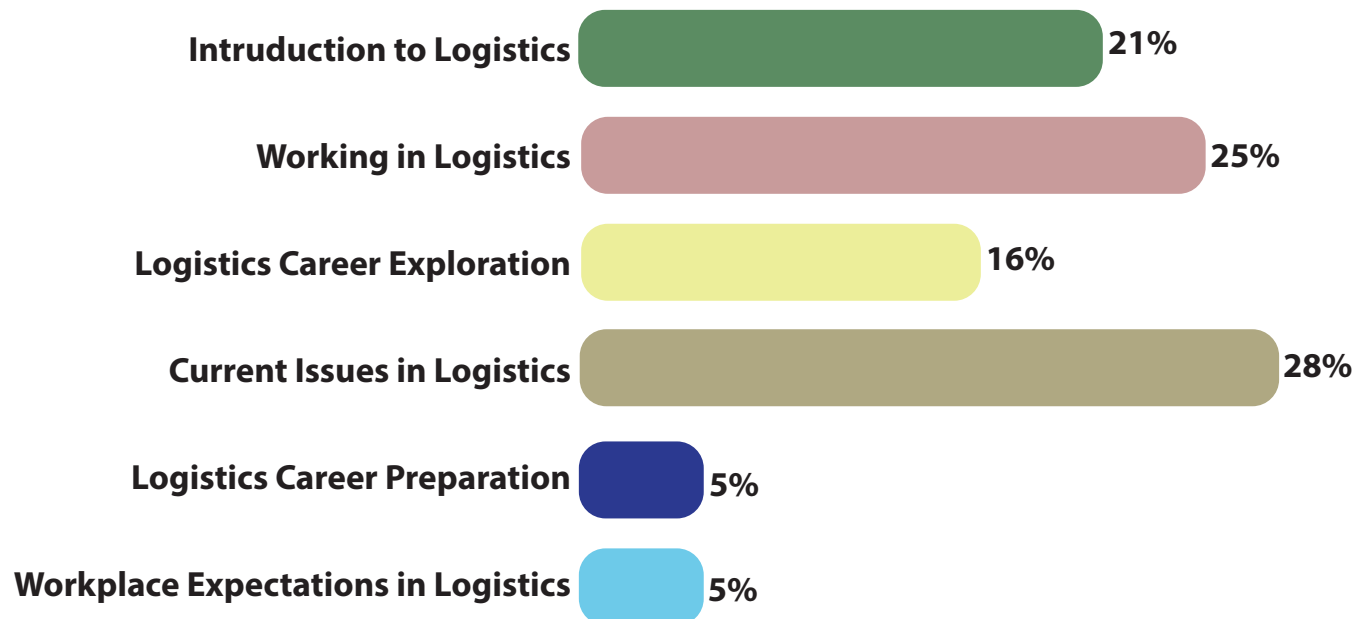 Intruduction to Logistics 21%
Working in Logistics 25%
Logistics Career Exploration 16%
Current Issues in Logistics 28%
Logistics Career Preparation 5%
Workplace Expectations in Logistics 5%